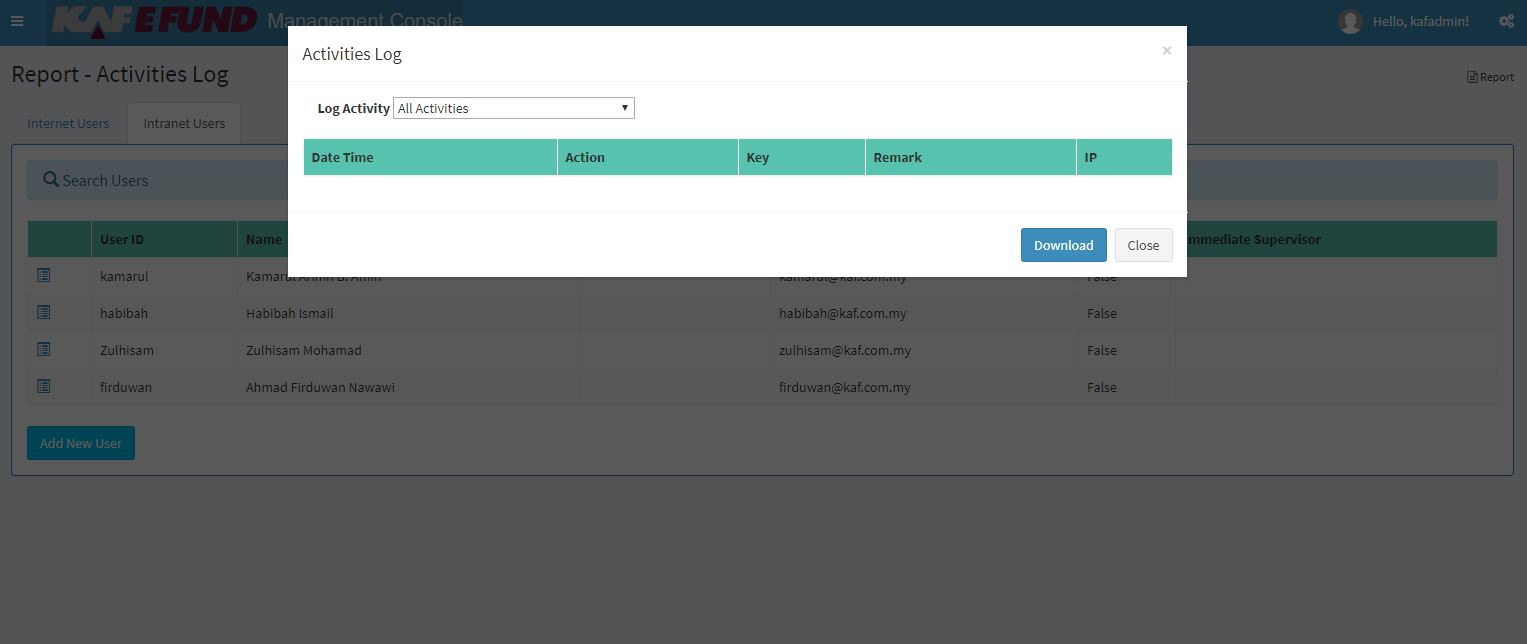 KAF E FUND Management Console
Hello, kafadmin!
Activities Log
×
Report - Activities Log
Report
Log Activity All Activities
Internet Users Intranet Users
Date Time Action Key Remark IP
Search Users
Download Close
User ID Name mmediate Supervisor
kamarul Kamarul Arifin B. Amin kamarul@kaf.com.my False
habibah Habibah Ismail habibah@kaf.com.my False
Zulhisam Zulhisam Mohamad zulhisam@kaf.com.my False
firduwan Ahmad Firduwan Nawawi firduwan@kaf.com.my False
Add New User